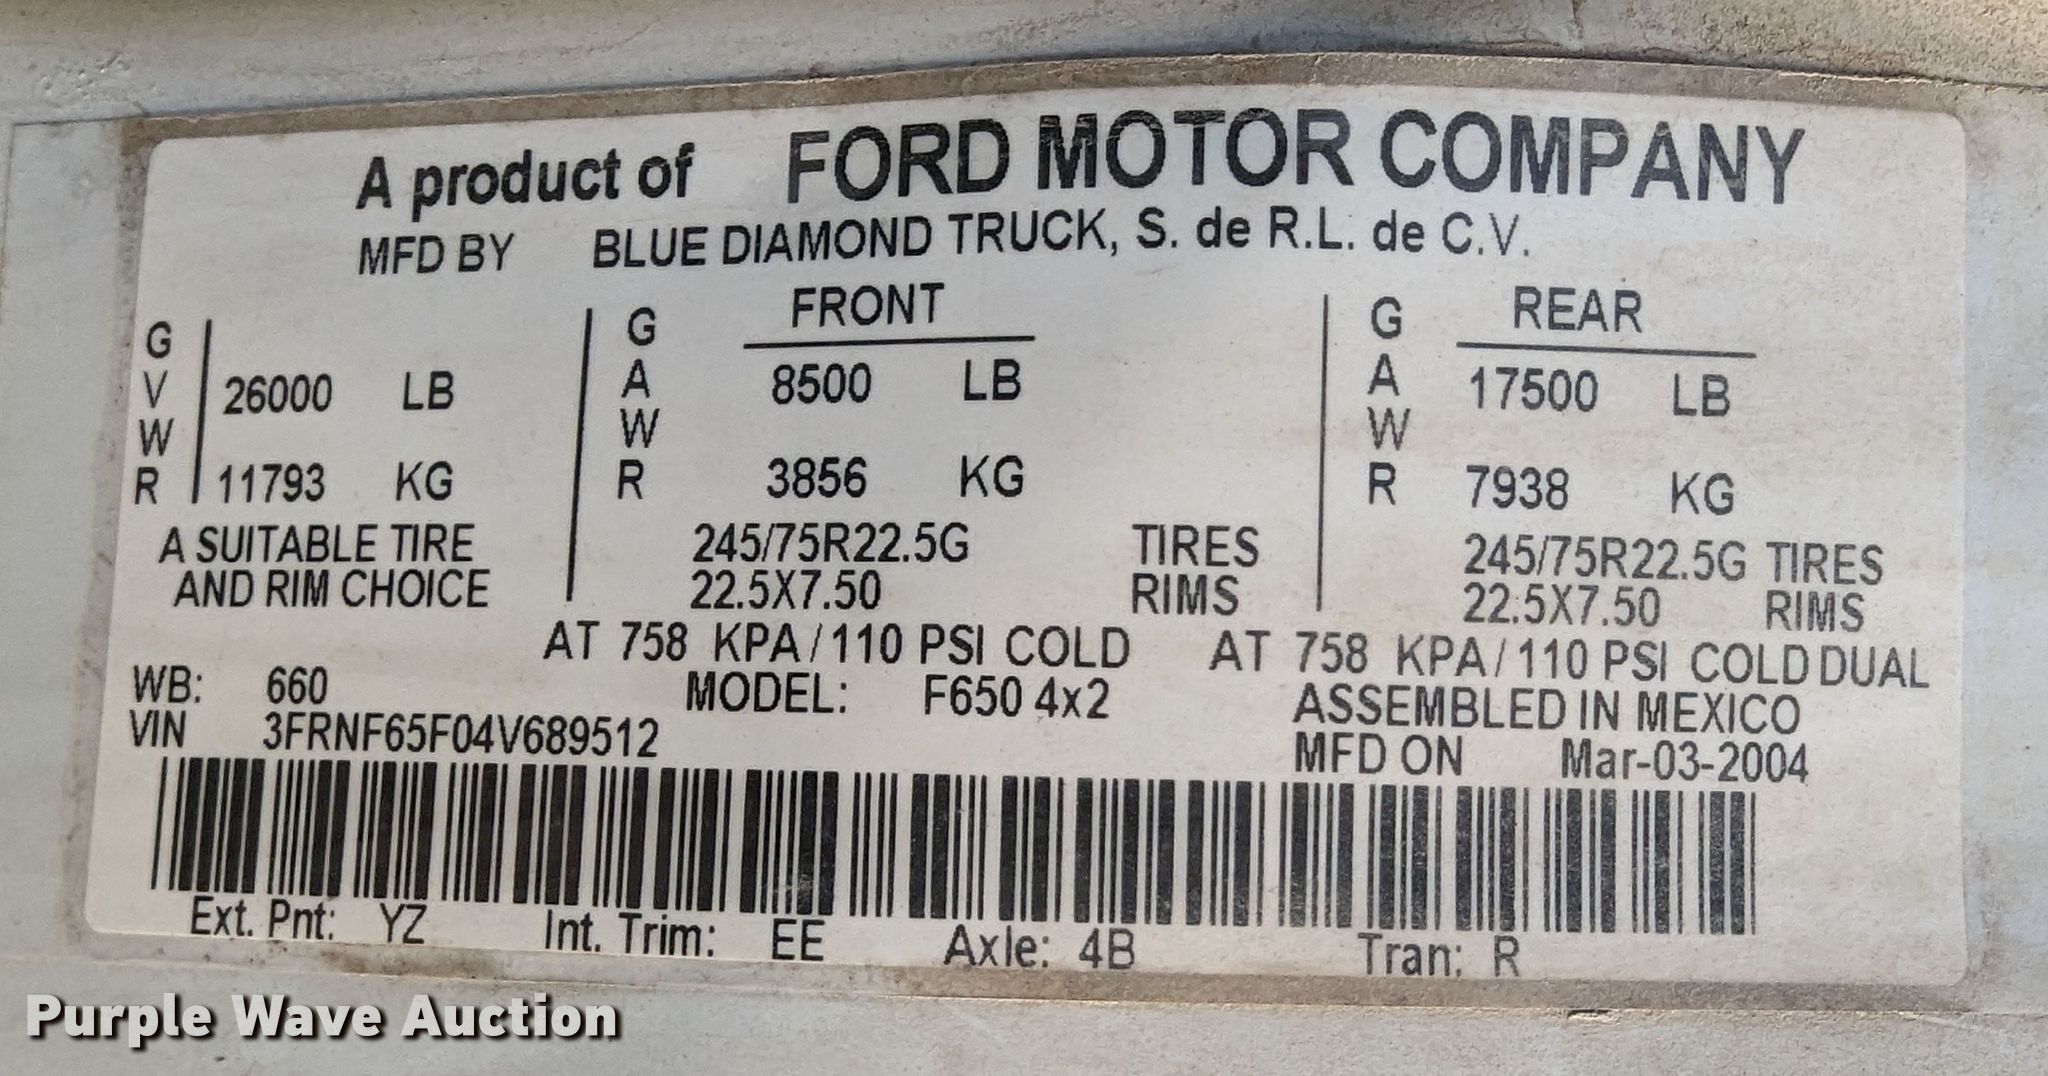 A product of FORD MOTOR COMPANY
MFD BY BLUE DIAMOND TRUCK, S. de R.L. de C.V.
GVWR 26000 LB 11793 KG
GAWR FRONT 8500 LB 3856 KG
GAWR REAR 17500 LB 7938 KG
A SUITABLE TIRE 245/75R22.5G TIRES 245/75R22.5G TIRES
AND RIM CHOICE 22.5X7.50 RIMS 22.5X7.50 RIMS
AT 758 KPA/110 PSI COLD AT 758 KPA/110 PSI COLD DUAL
WB: 660 MODEL: F650 4x2 ASSEMBLED IN MEXICO
VIN 3FRNF65F04V689512 MFD ON Mar-03-2004
Ext. Pnt: YZ Int. Trim: EE Axle: 4B Tran: R
Purple Wave Auction